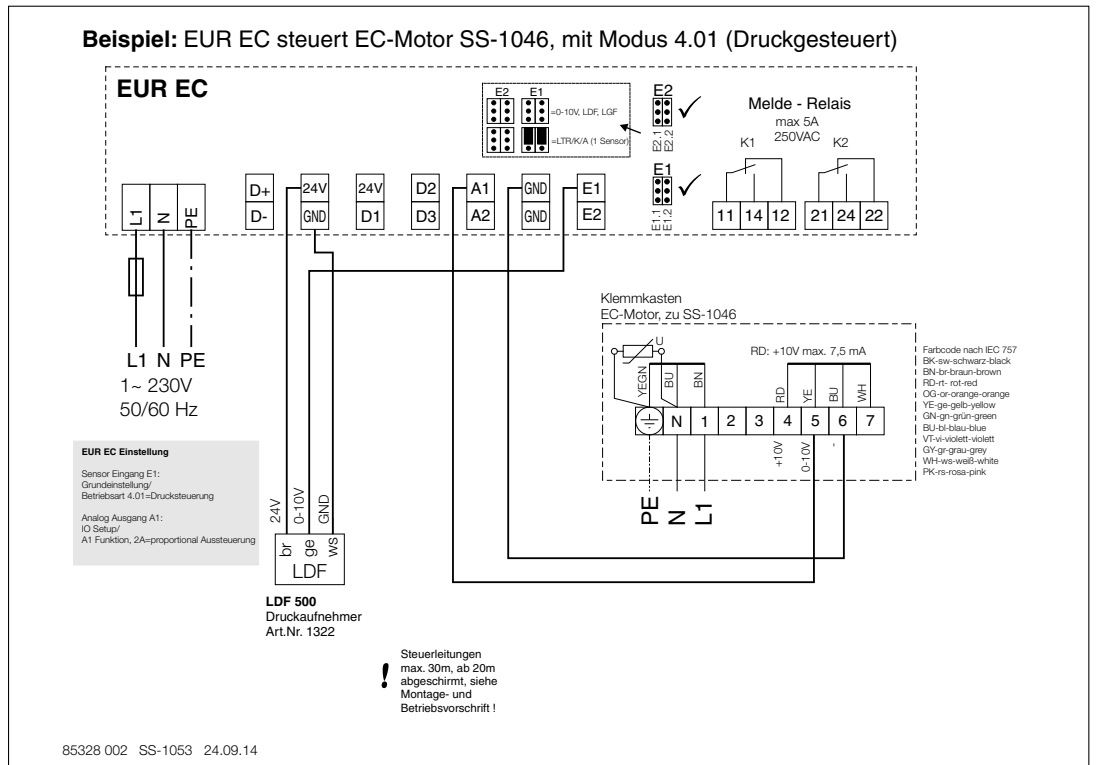 Beispiel: EUR EC steuert EC-Motor SS-1046, mit Modus 4.01 (Druckgesteuert)
EUR EC
E2 E1
=0-10V, LDF, LGF
=LTR/K/A (1 Sensor)
E2
E2.1
E2.2
E1
E1.1
E1.2
Melde - Relais
max 5A
250VAC
K1 K2
11 14 12 21 24 22
L1 N PE
D+ 24V 24V D2 A1 GND E1
D- GND D1 D3 A2 GND E2
L1 N PE
1~ 230V
50/60 Hz
Klemmkasten
EC-Motor, zu SS-1046
U
RD: +10V max. 7,5 mA
YEGN BU BN RD YE BU WH
N 1 2 3 4 5 6 7
+10V 0-10V -
PE N L1
Farbcode nach IEC 757
BK-sw-schwarz-black
BN-br-braun-brown
RD-rt- rot-red
OG-or-orange-orange
YE-ge-gelb-yellow
GN-gn-grün-green
BU-bl-blau-blue
VT-vi-violett-violett
GY-gr-grau-grey
WH-ws-weiß-white
PK-rs-rosa-pink
EUR EC Einstellung
Sensor Eingang E1:
Grundeinstellung/
Betriebsart 4.01=Drucksteuerung
Analog Ausgang A1:
IO Setup/
A1 Funktion, 2A=proportional Aussteuerung
24V 0-10V GND
br ge ws
LDF
LDF 500
Druckaufnehmer
Art.Nr. 1322
! Steuerleitungen
max. 30m, ab 20m
abgeschirmt, siehe
Montage- und
Betriebsvorschrift !
85328 002 SS-1053 24.09.14